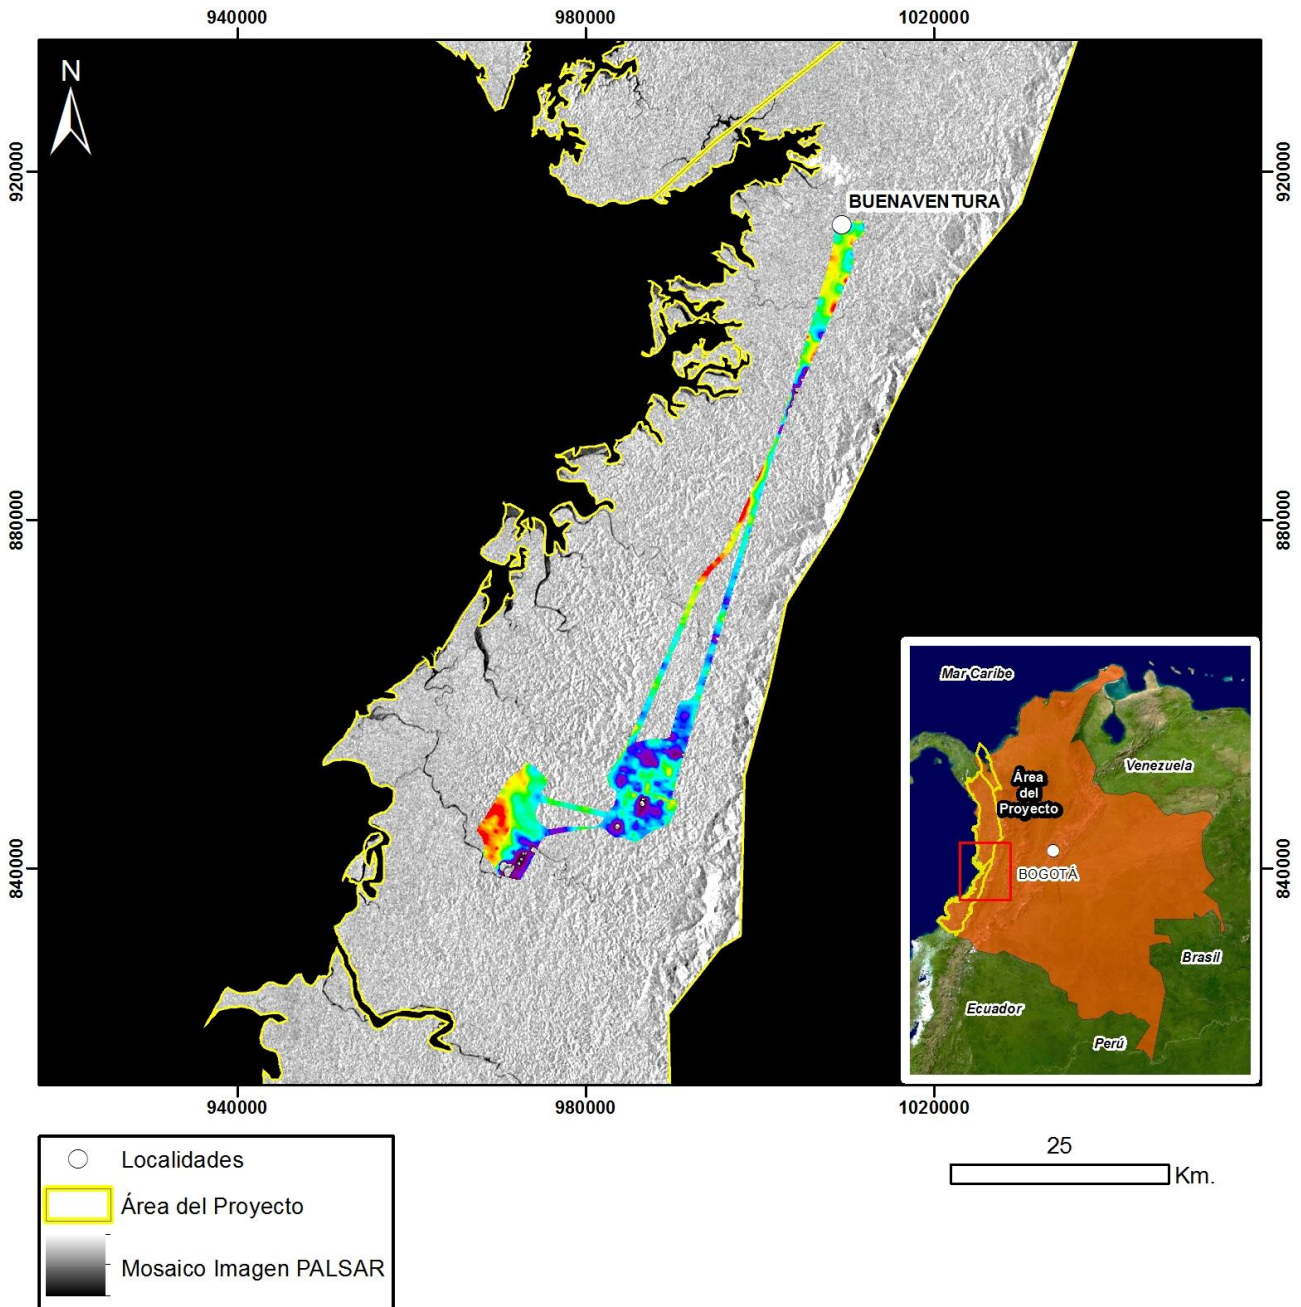 940000
980000
1020000
N
920000
920000
BUENAVENTURA
880000
880000
Mar Caribe
Venezuela
Área
del
Proyecto
BOGOTÁ
840000
840000
Brasil
Ecuador
Perú
940000
980000
1020000
Localidades
Área del Proyecto
Mosaico Imagen PALSAR
25
Km.